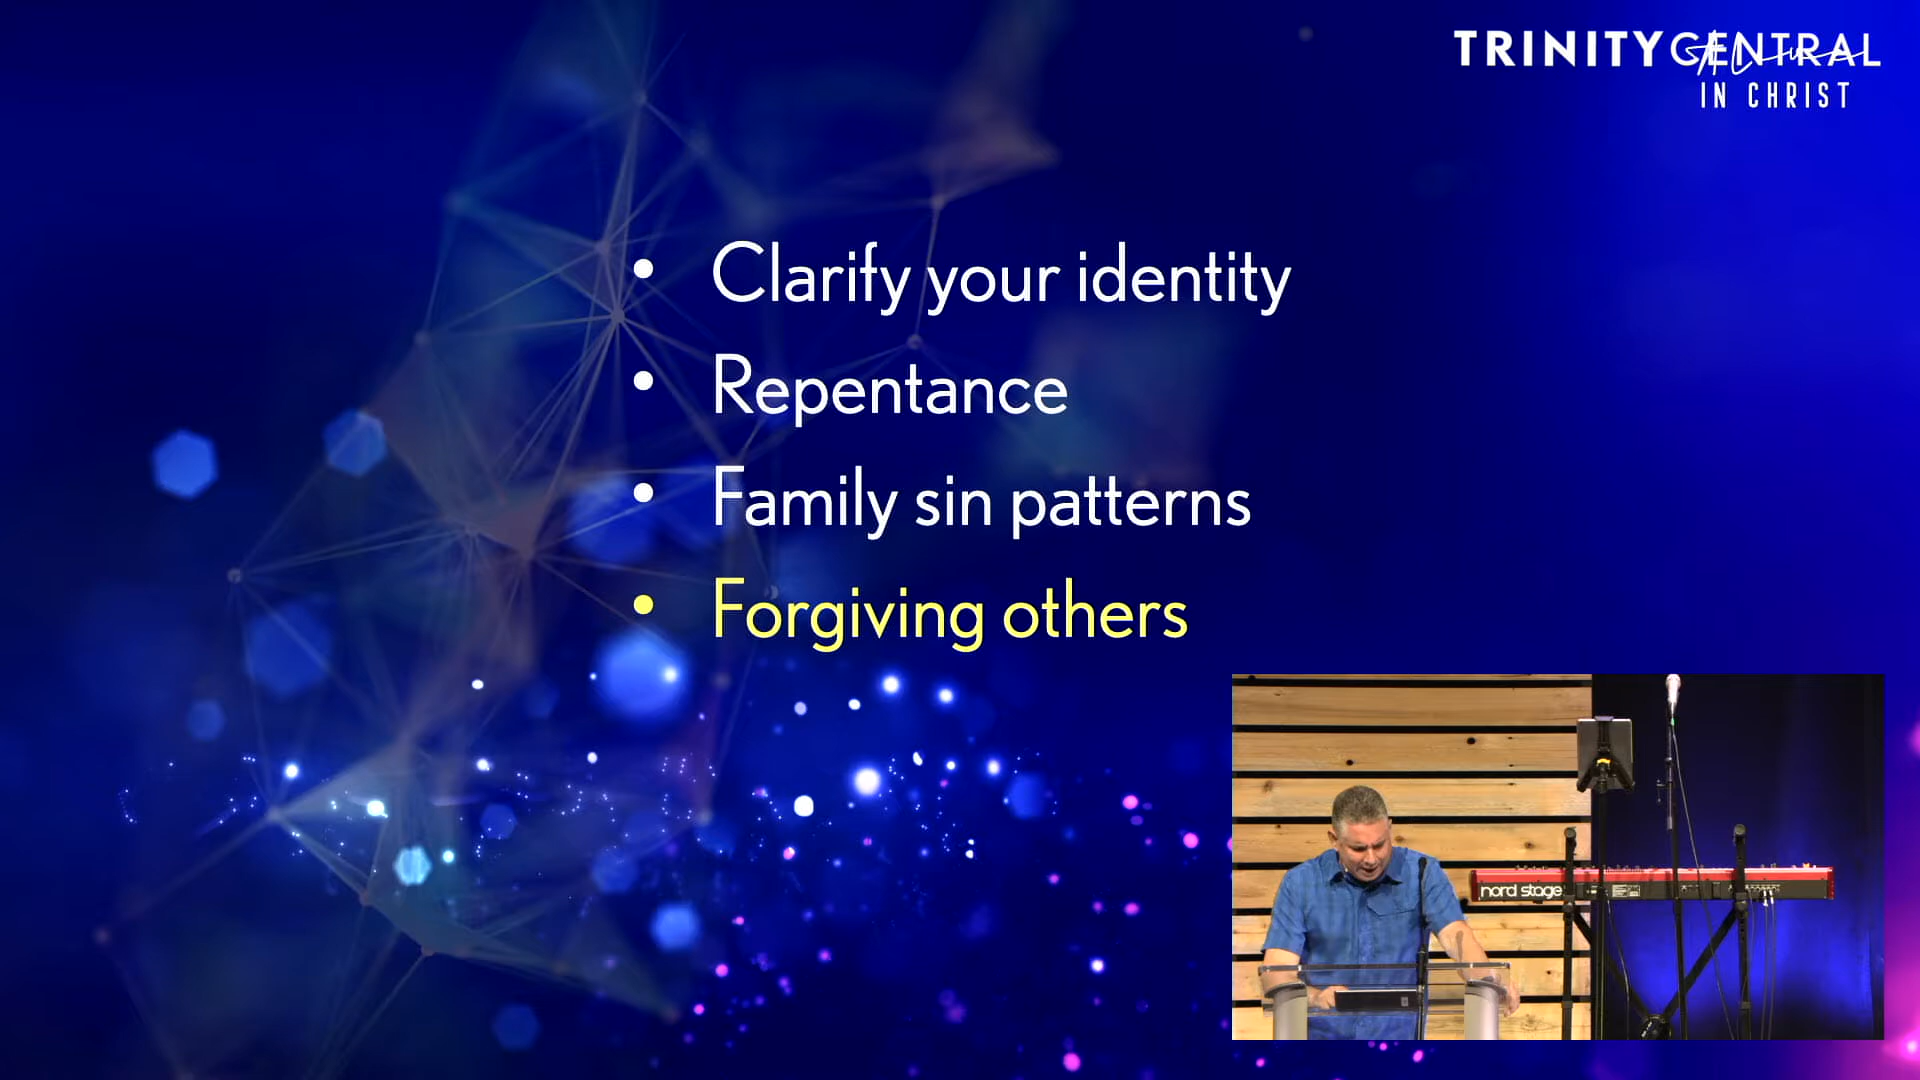 TRINITY CENTRAL
IN CHRIST
• Clarify your identity
• Repentance
• Family sin patterns
• Forgiving others
nord stage